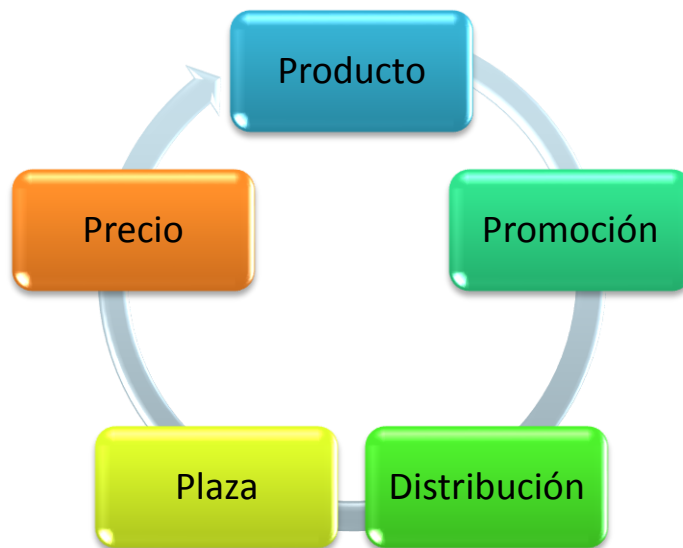 Producto
Promoción
Distribución
Plaza
Precio